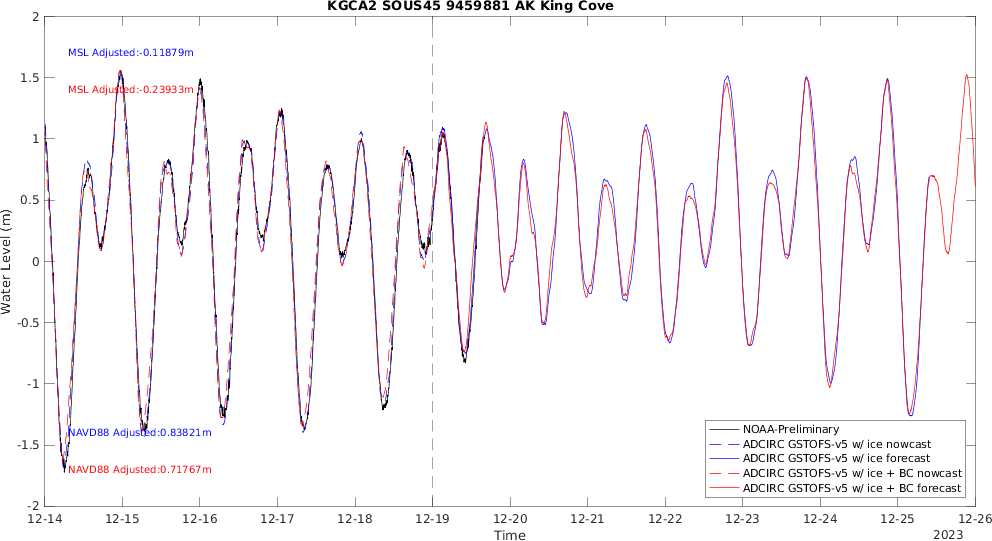 KGCA2 SOUS45 9459881 AK King Cove
2
1.5
1
0.5
0
-0.5
-1
-1.5
-2
Water Level (m)
MSL Adjusted:-0.11879m
MSL Adjusted:-0.23933m
NAVD88 Adjusted:0.83821m
NAVD88 Adjusted:0.71767m
NOAA-Preliminary
ADCIRC GSTOFS-v5 w/ ice nowcast
ADCIRC GSTOFS-v5 w/ ice forecast
ADCIRC GSTOFS-v5 w/ ice + BC nowcast
ADCIRC GSTOFS-v5 w/ ice + BC forecast
12-14 12-15 12-16 12-17 12-18 12-19 12-20 12-21 12-22 12-23 12-24 12-25 12-26
Time
2023